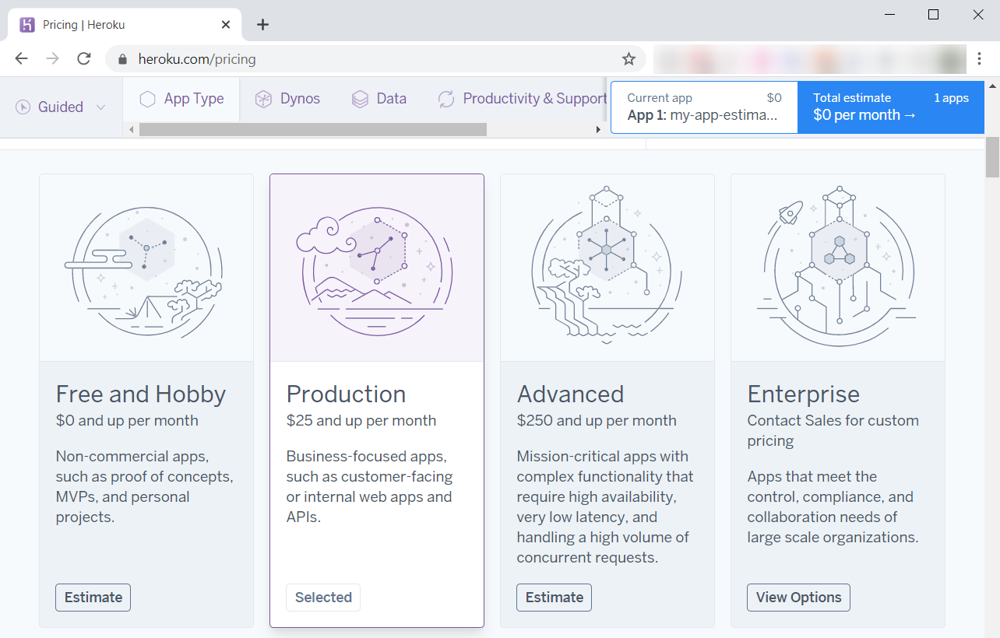 Pricing | Heroku
heroku.com/pricing
Guided
App Type
Dynos
Data
Productivity & Support
Current app $0
App 1: my-app-estima...
Total estimate 1 apps
$0 per month →
Free and Hobby
$0 and up per month
Non-commercial apps,
such as proof of concepts,
MVPs, and personal
projects.
Estimate
Production
$25 and up per month
Business-focused apps,
such as customer-facing
or internal web apps and
APIs.
Selected
Advanced
$250 and up per month
Mission-critical apps with
complex functionality that
require high availability,
very low latency, and
handling a high volume of
concurrent requests.
Estimate
Enterprise
Contact Sales for custom
pricing
Apps that meet the
control, compliance, and
collaboration needs of
large scale organizations.
View Options